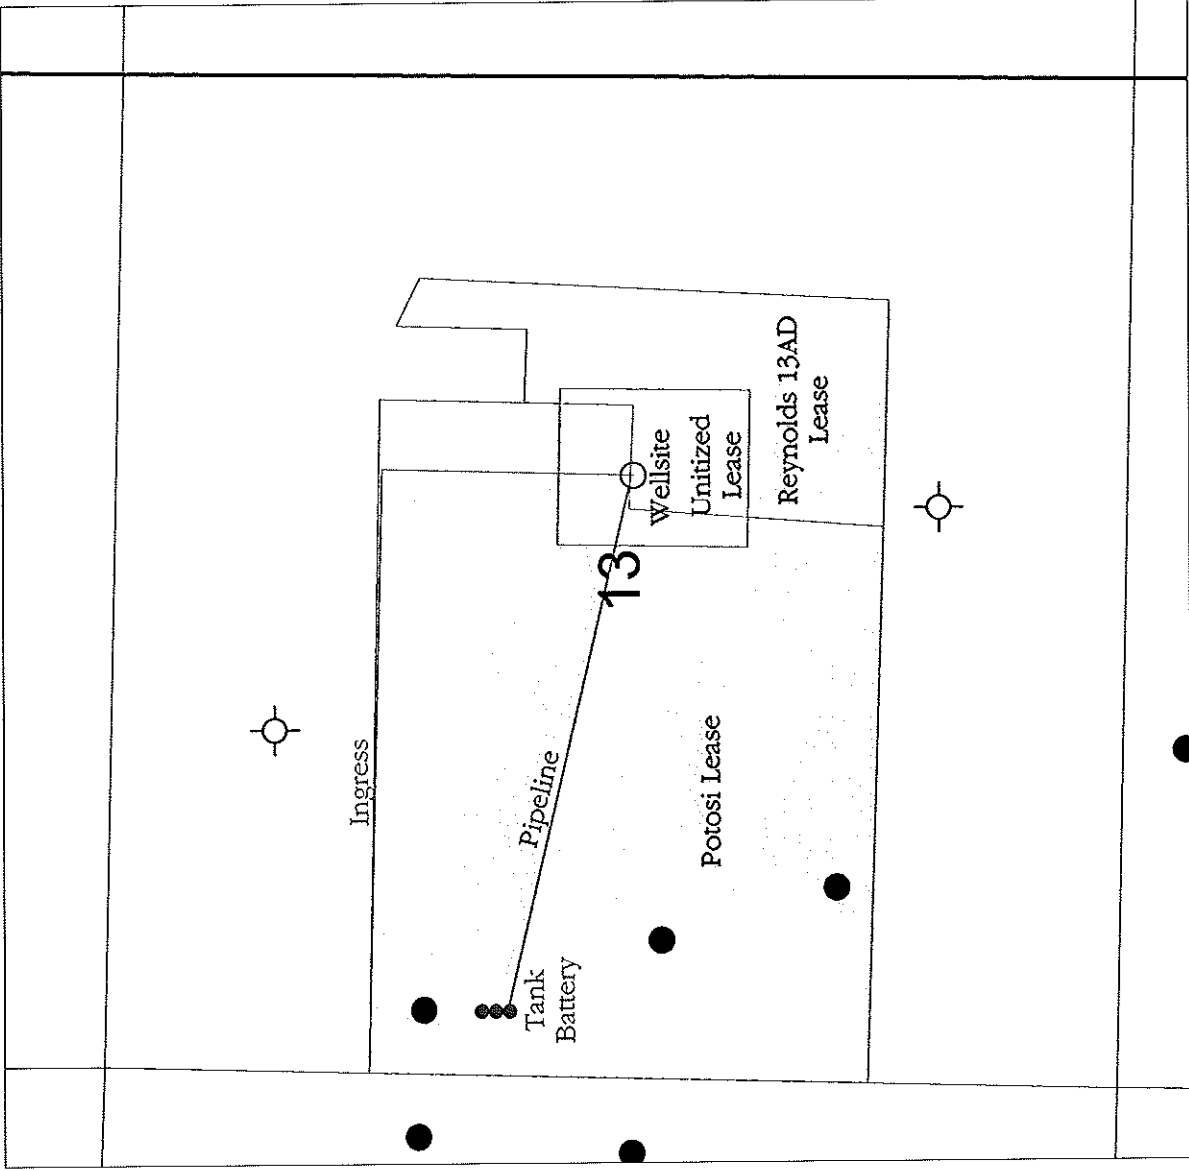 Ingress
Pipeline
Tank
Battery
13
Wellsite
Unitized
Lease
Reynolds 13AD
Lease
Potosi Lease